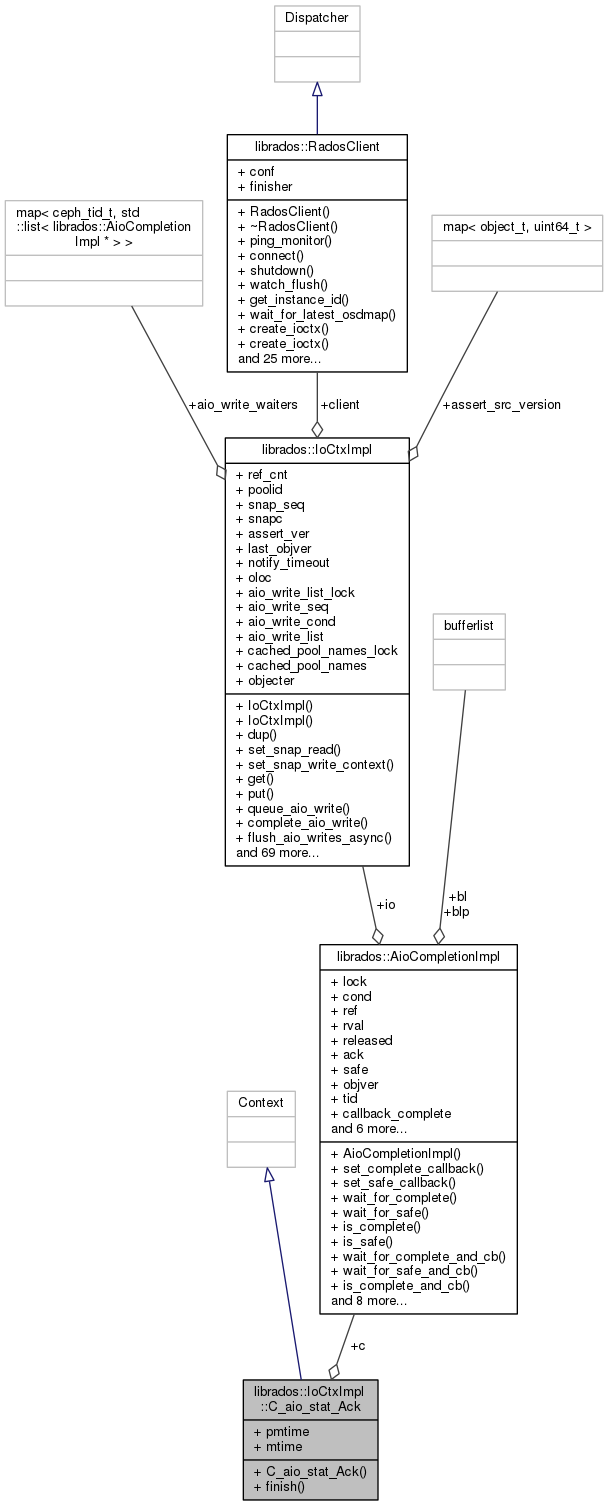 Dispatcher
librados::RadosClient
+ conf
+ finisher
+ RadosClient()
+ ~RadosClient()
+ ping_monitor()
+ connect()
+ shutdown()
+ watch_flush()
+ get_instance_id()
+ wait_for_latest_osdmap()
+ create_ioctx()
+ create_ioctx()
and 25 more...
map< ceph_tid_t, std
::list< librados::AioCompletion
Impl * > >
map< object_t, uint64_t >
+aio_write_waiters
+client
+assert_src_version
librados::IoCtxImpl
+ ref_cnt
+ poolid
+ snap_seq
+ snapc
+ assert_ver
+ last_objver
+ notify_timeout
+ oloc
+ aio_write_list_lock
+ aio_write_seq
+ aio_write_cond
+ aio_write_list
+ cached_pool_names_lock
+ cached_pool_names
+ objecter
+ IoCtxImpl()
+ IoCtxImpl()
+ dup()
+ set_snap_read()
+ set_snap_write_context()
+ get()
+ put()
+ queue_aio_write()
+ complete_aio_write()
+ flush_aio_writes_async()
and 69 more...
bufferlist
+io
+bl
+blp
librados::AioCompletionImpl
+ lock
+ cond
+ ref
+ rval
+ released
+ ack
+ safe
+ objver
+ tid
+ callback_complete
and 6 more...
+ AioCompletionImpl()
+ set_complete_callback()
+ set_safe_callback()
+ wait_for_complete()
+ wait_for_safe()
+ is_complete()
+ is_safe()
+ wait_for_complete_and_cb()
+ wait_for_safe_and_cb()
+ is_complete_and_cb()
and 8 more...
Context
+c
librados::IoCtxImpl
::C_aio_stat_Ack
+ pmtime
+ mtime
+ C_aio_stat_Ack()
+ finish()